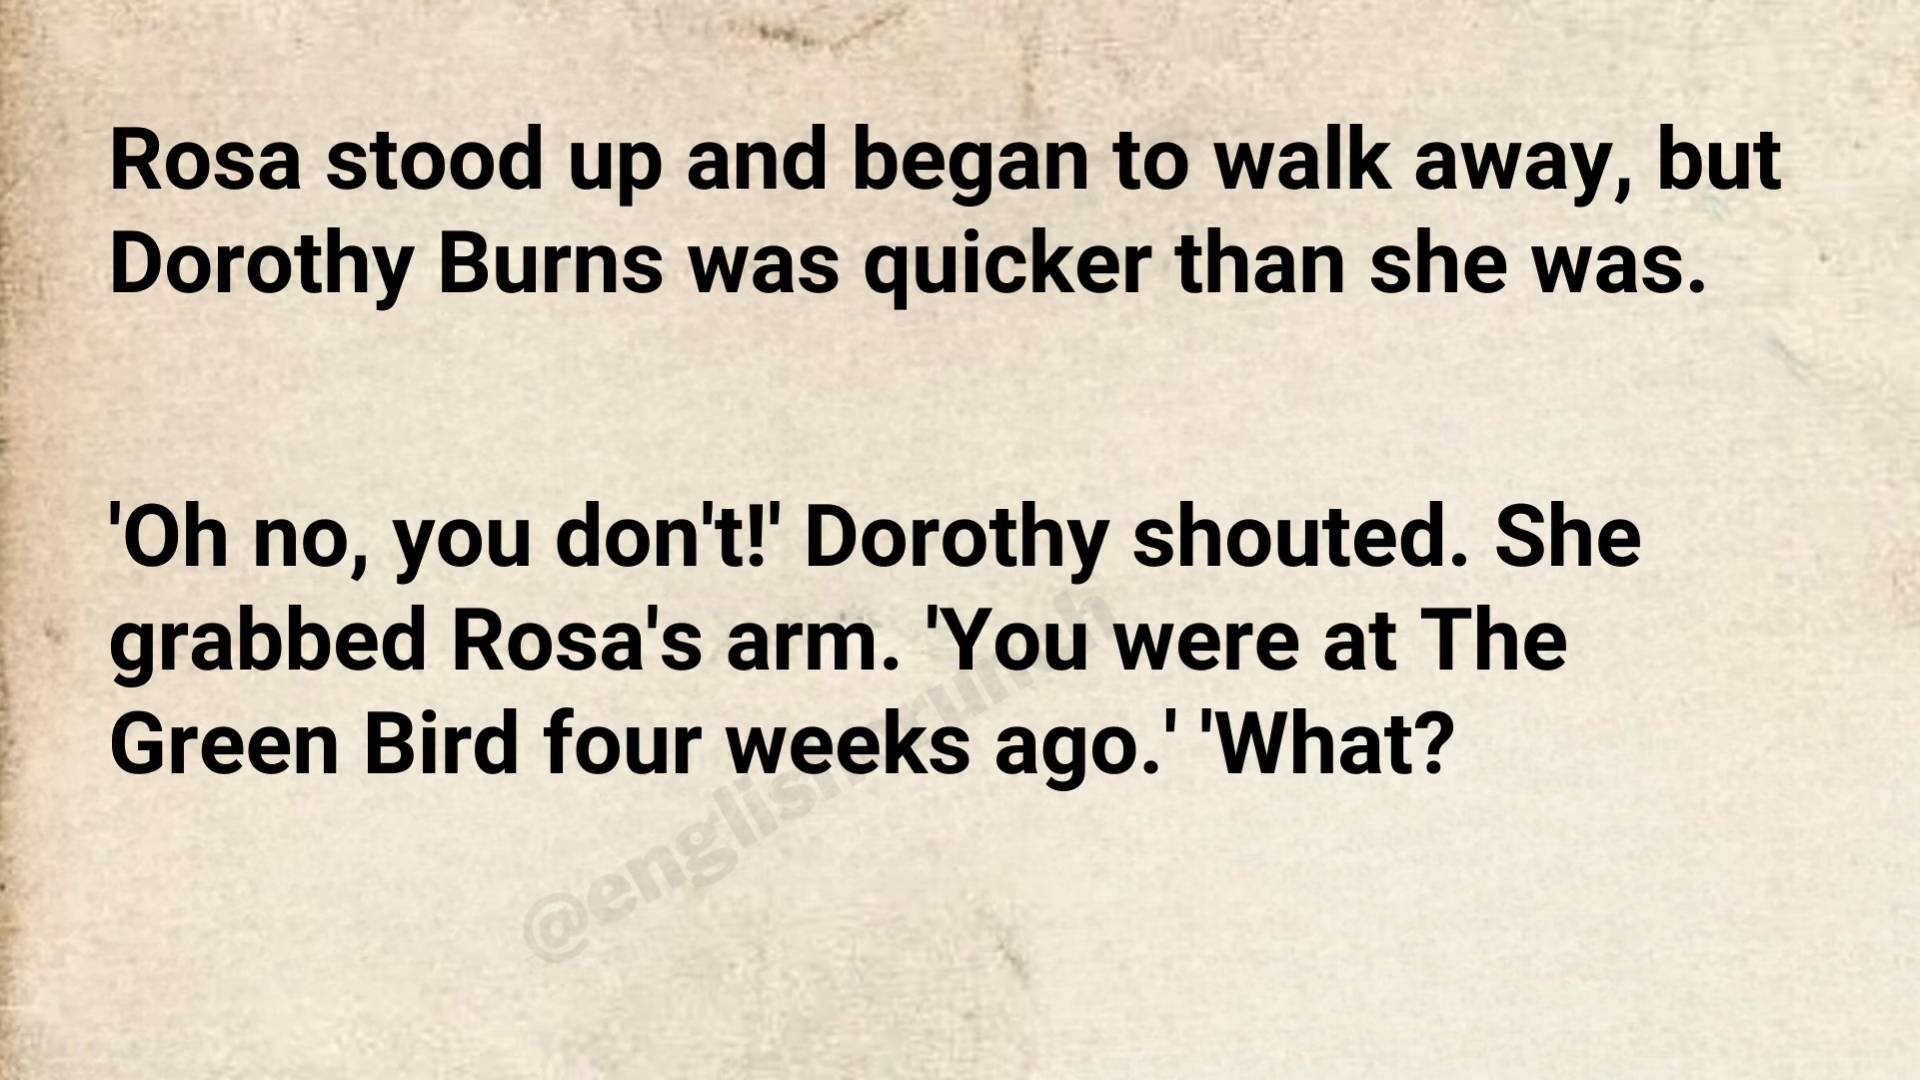 Rosa stood up and began to walk away, but
Dorothy Burns was quicker than she was.
'Oh no, you don't!' Dorothy shouted. She
grabbed Rosa's arm. 'You were at The
Green Bird four weeks ago.' 'What?